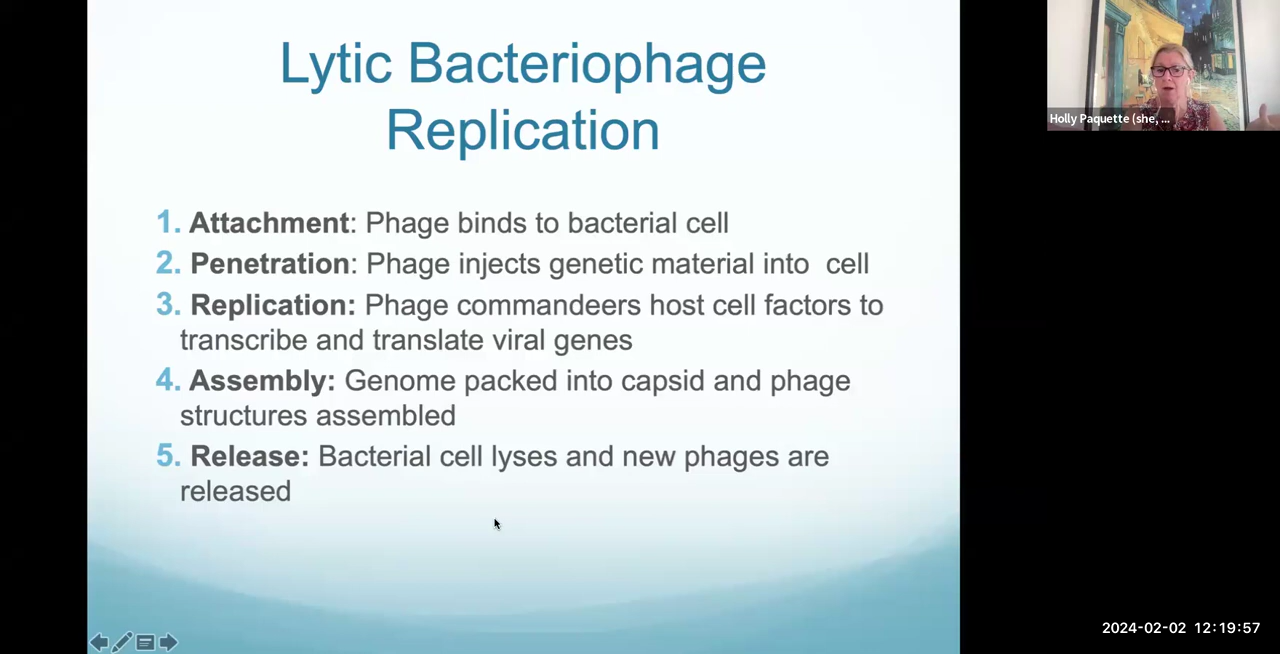 Lytic Bacteriophage
Replication
1. Attachment: Phage binds to bacterial cell
2. Penetration: Phage injects genetic material into  cell
3. Replication: Phage commandeers host cell factors to
transcribe and translate viral genes
4. Assembly: Genome packed into capsid and phage
structures assembled
5. Release: Bacterial cell lyses and new phages are
released
Holly Paquette (she, ...
2024-02-02 12:19:57